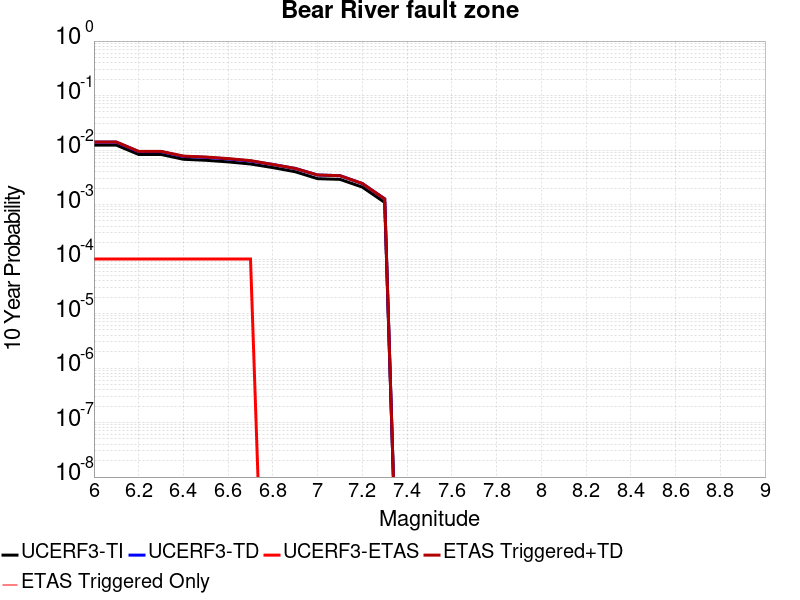 Bear River fault zone
10^0
10^-1
10^-2
10^-3
10^-4
10^-5
10^-6
10^-7
10^-8
10 Year Probability
6 6.2 6.4 6.6 6.8 7 7.2 7.4 7.6 7.8 8 8.2 8.4 8.6 8.8 9
Magnitude
UCERF3-TI UCERF3-TD UCERF3-ETAS ETAS Triggered+TD
ETAS Triggered Only